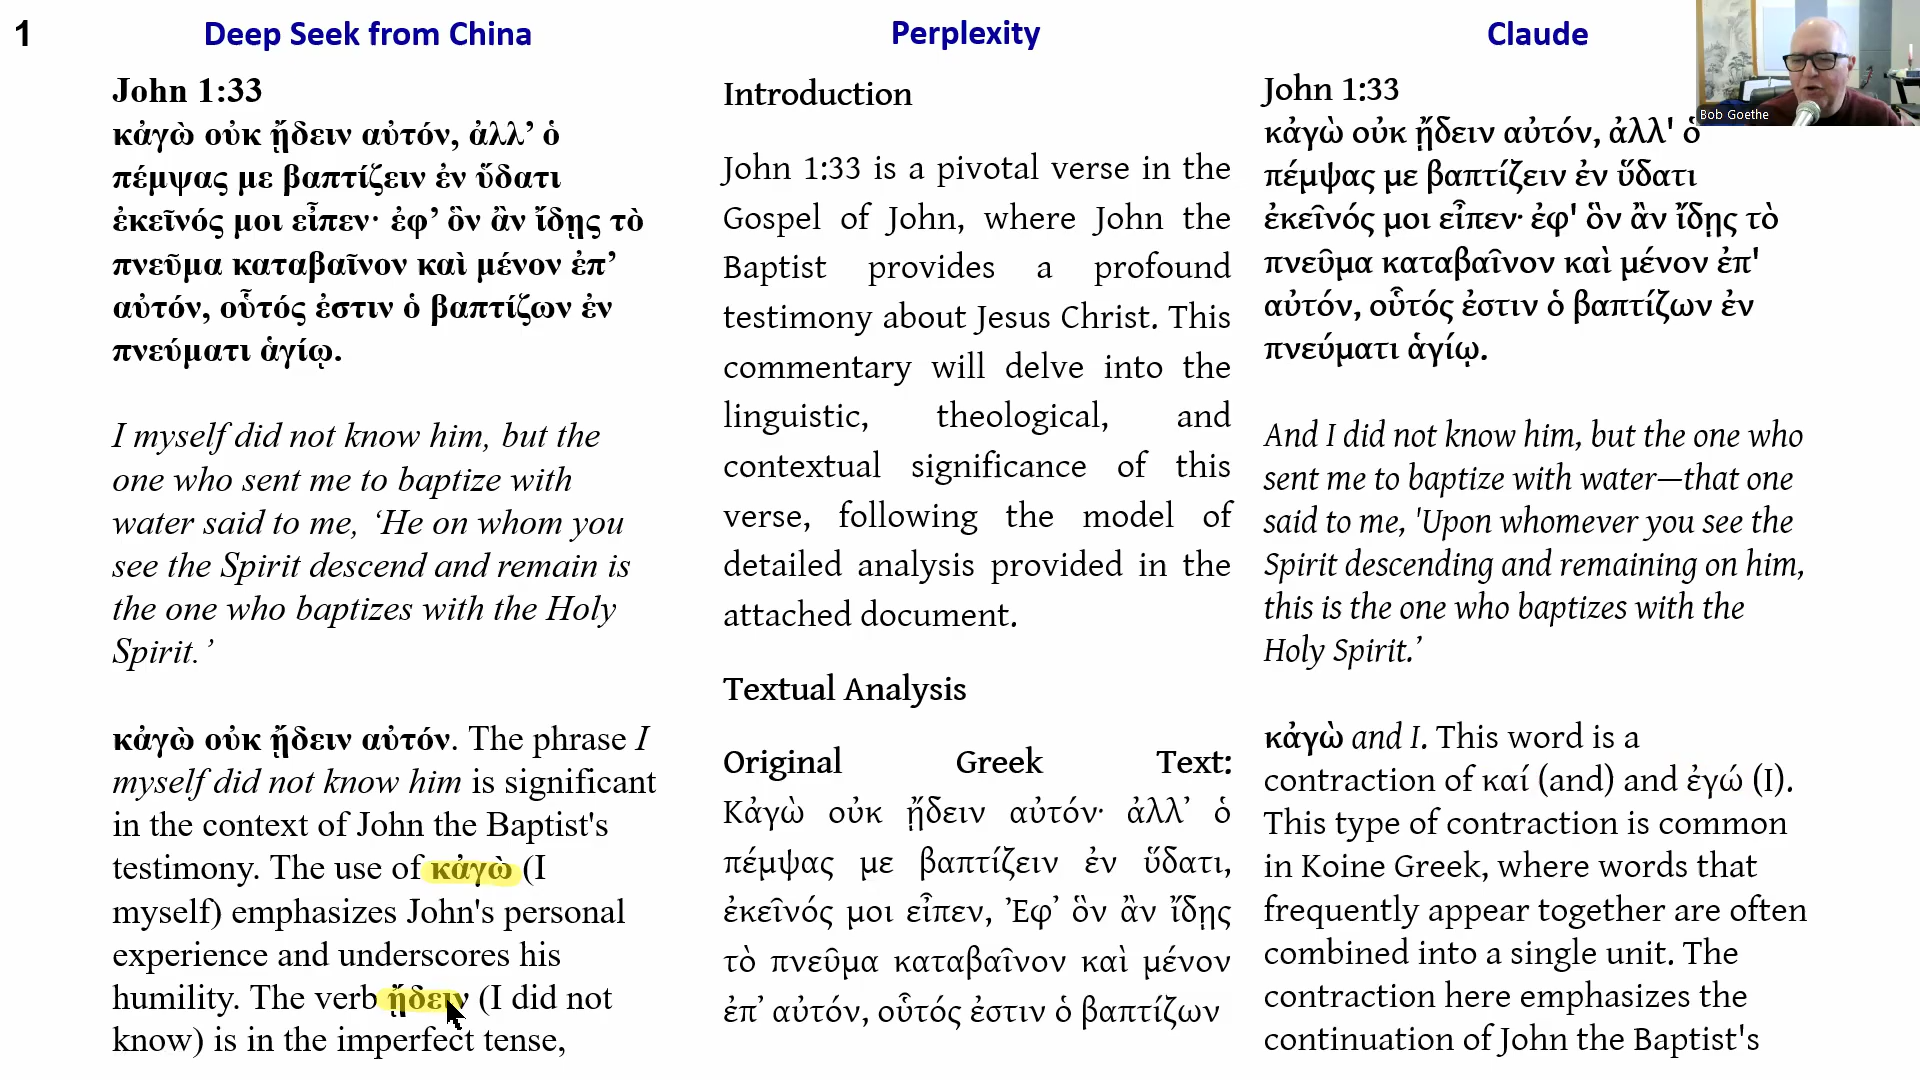 1
Deep Seek from China
John 1:33
κἀγὼ οὐκ ᾔδειν αὐτόν, ἀλλ’ ὁ
πέμψας με βαπτίζειν ἐν ὕδατι
ἐκεῖνός μοι εἶπεν· ἐφ’ ὃν ἂν ἴδῃς τὸ
πνεῦμα καταβαῖνον καὶ μένον ἐπ’
αὐτόν, οὗτός ἐστιν ὁ βαπτίζων ἐν
πνεύματι ἁγίῳ.
I myself did not know him, but the
one who sent me to baptize with
water said to me, ‘He on whom you
see the Spirit descend and remain is
the one who baptizes with the Holy
Spirit.’
κἀγὼ οὐκ ᾔδειν αὐτόν. The phrase I
myself did not know him is significant
in the context of John the Baptist's
testimony. The use of κἀγὼ (I
myself) emphasizes John's personal
experience and underscores his
humility. The verb ᾔδειν (I did not
know) is in the imperfect tense,
Perplexity
Introduction
John 1:33 is a pivotal verse in the
Gospel of John, where John the
Baptist provides a profound
testimony about Jesus Christ. This
commentary will delve into the
linguistic, theological, and
contextual significance of this
verse, following the model of
detailed analysis provided in the
attached document.
Textual Analysis
Original Greek Text:
Κἀγὼ οὐκ ᾔδειν αὐτόν· ἀλλ’ ὁ
πέμψας με βαπτίζειν ἐν ὕδατι,
ἐκεῖνός μοι εἶπεν, Ἐφ’ ὃν ἂν ἴδῃς
τὸ πνεῦμα καταβαῖνον καὶ μένον
ἐπ’ αὐτόν, οὗτός ἐστιν ὁ βαπτίζων
Claude
John 1:33
κἀγὼ οὐκ ᾔδειν αὐτόν, ἀλλ' ὁ
πέμψας με βαπτίζειν ἐν ὕδατι
ἐκεῖνός μοι εἶπεν· ἐφ' ὃν ἂν ἴδῃς τὸ
πνεῦμα καταβαῖνον καὶ μένον ἐπ'
αὐτόν, οὗτός ἐστιν ὁ βαπτίζων ἐν
πνεύματι ἁγίῳ.
And I did not know him, but the one who
sent me to baptize with water—that one
said to me, 'Upon whomever you see the
Spirit descending and remaining on him,
this is the one who baptizes with the
Holy Spirit.’
κἀγὼ and I. This word is a
contraction of καί (and) and ἐγώ (I).
This type of contraction is common
in Koine Greek, where words that
frequently appear together are often
combined into a single unit. The
contraction here emphasizes the
continuation of John the Baptist's
Bob Goethe